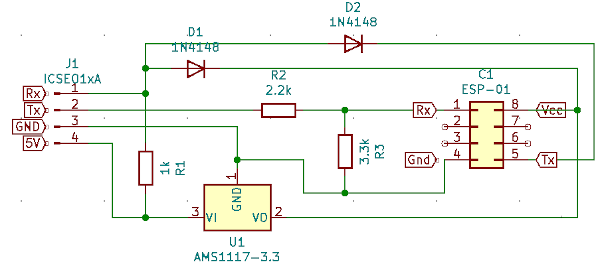 D2
1N4148
D1
1N4148
J1
ICSE01xA
R2
2.2k
C1
ESP-01
Rx 1
Tx 2
GND 3
5V 4
Rx 1 8 Vcc
2 7
3 6
Gnd 4 5 Tx
1k
R1
3.3k
R3
1
GND
3 VI VO 2
U1
AMS1117-3.3